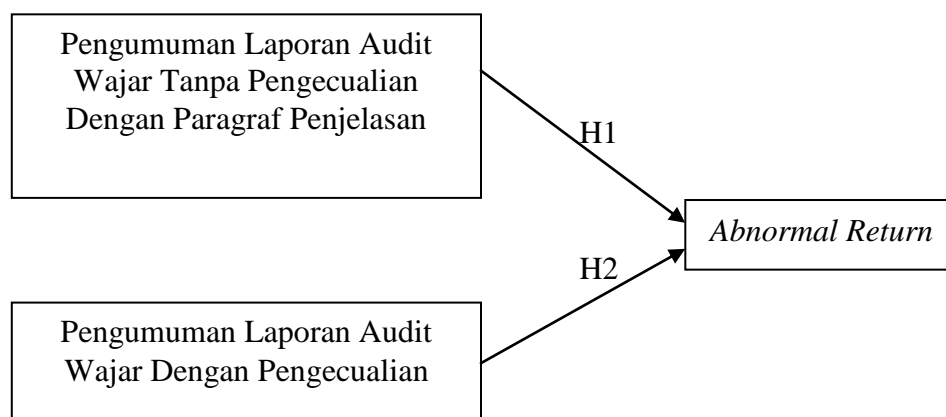 Pengumuman Laporan Audit
Wajar Tanpa Pengecualian
Dengan Paragraf Penjelasan
H1
Abnormal Return
H2
Pengumuman Laporan Audit
Wajar Dengan Pengecualian